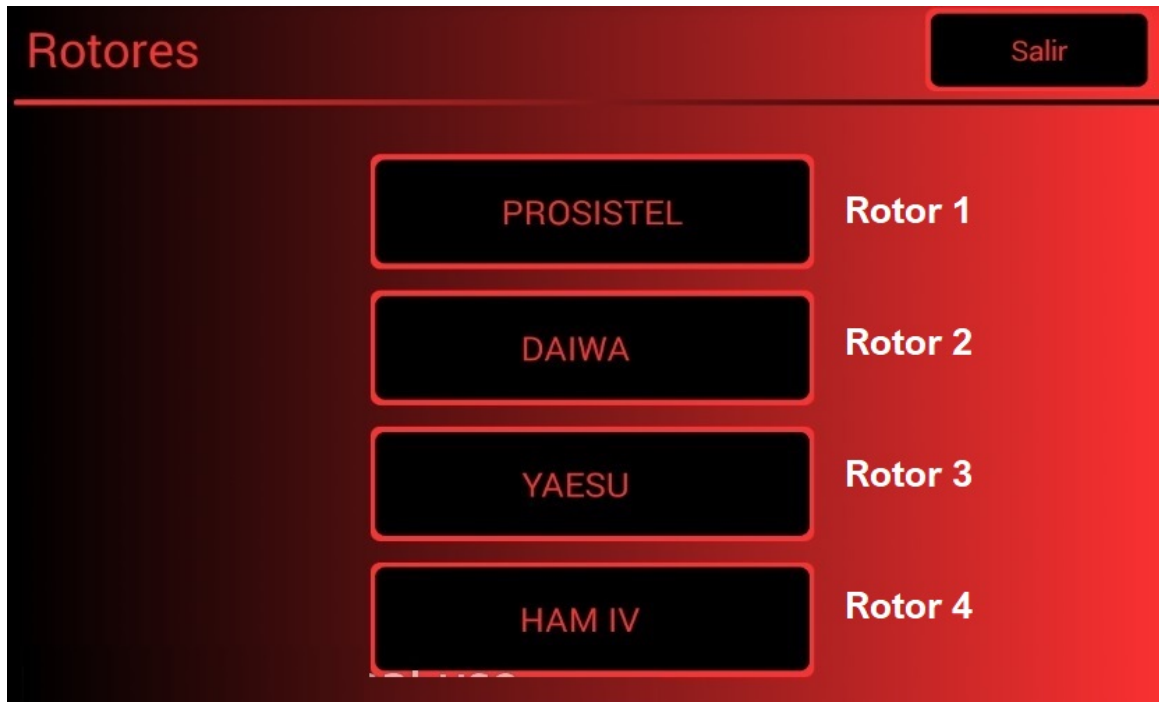 Rotores
Salir
PROSISTEL
Rotor 1
DAIWA
Rotor 2
YAESU
Rotor 3
HAM IV
Rotor 4